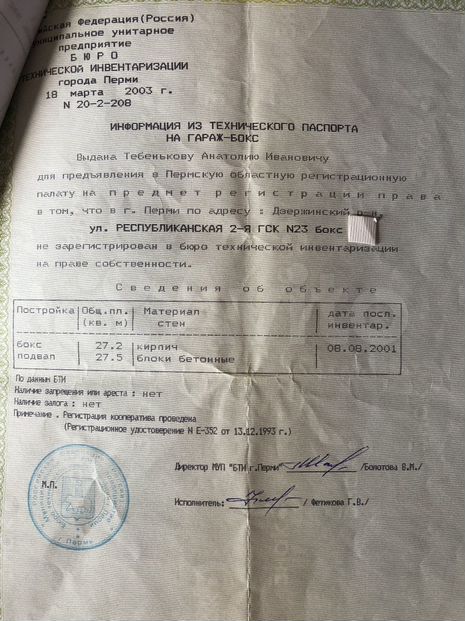 Федерация(Россия)
унитарное
предприятие
БЮРО
ТЕХНИЧЕСКОЙ ИНВЕНТАРИЗАЦИИ
города Перми
18 марта 2003 г.
N 20-2-208
ИНФОРМАЦИЯ ИЗ ТЕХНИЧЕСКОГО ПАСПОРТА
НА ГАРАЖ-БОКС
Выдана Тебенькову Анатолию Ивановичу
для предъявления в Пермскую областную регистрационную
палату на предмет регистрации права
в том, что в г. Перми по адресу : Дзержинский р-н,
ул. РЕСПУБЛИКАНСКАЯ 2-Я ГСК N23 бокс
не зарегистрирован в бюро технической инвентаризации
на праве собственности.
Сведения об объекте
Постройка Общ.пл. Материал дата посл.
(кв. м) стен инвентар.
бокс 27.2 кирпич 08.08.2001
подвал 27.5 блоки бетонные
По данным БТИ
Наличие запрещения или ареста : нет
Наличие залога : нет
Примечание . Регистрация кооператива проведена
(Регистрационное удостоверение N Е-352 от 13.12.1993 г.)
Директор МУП "БТИ г.Перми" /Болотова В.М./
М.П.
Исполнитель: / Фетикова Г.В./